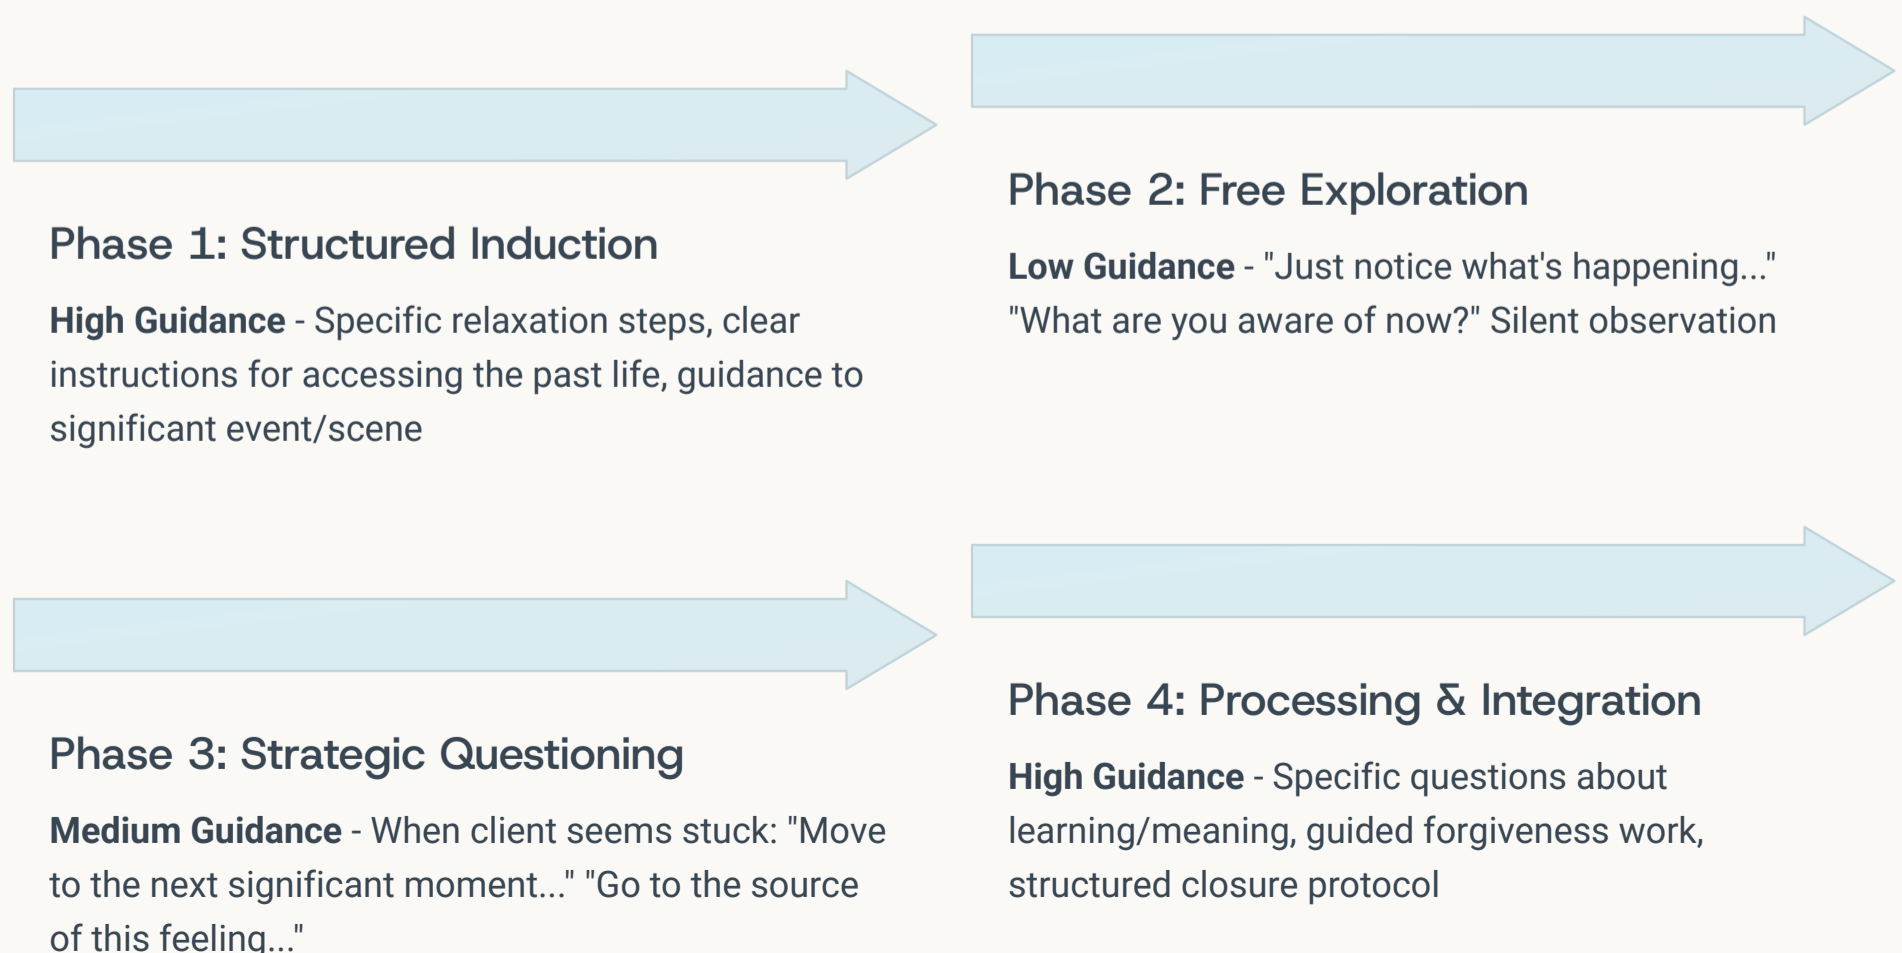 Phase 1: Structured Induction
High Guidance - Specific relaxation steps, clear
instructions for accessing the past life, guidance to
significant event/scene
Phase 2: Free Exploration
Low Guidance - "Just notice what's happening..."
"What are you aware of now?" Silent observation
Phase 3: Strategic Questioning
Medium Guidance - When client seems stuck: "Move
to the next significant moment..." "Go to the source
of this feeling..."
Phase 4: Processing & Integration
High Guidance - Specific questions about
learning/meaning, guided forgiveness work,
structured closure protocol